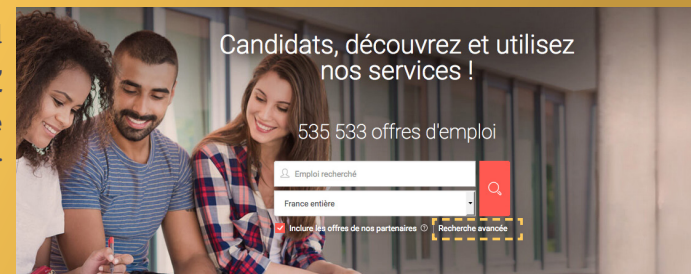 Candidats, découvrez et utilisez
nos services !
535 533 offres d'emploi
Emploi recherché
France entière
Inclure les offres de nos partenaires ? | Recherche avancée